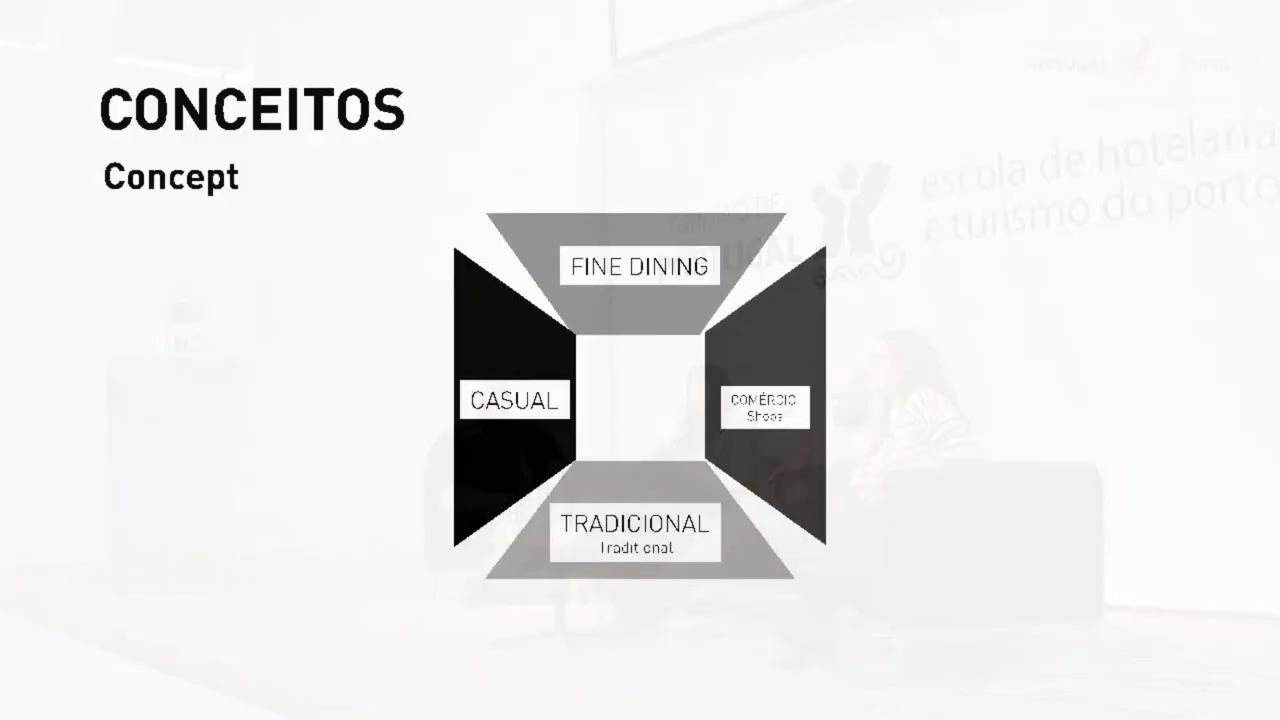 CONCEITOS
Concept
FINE DINING
CASUAL
COMÉRCIO
Shops
TRADICIONAL
Traditional
escola de hotelaria
e turismo do porto